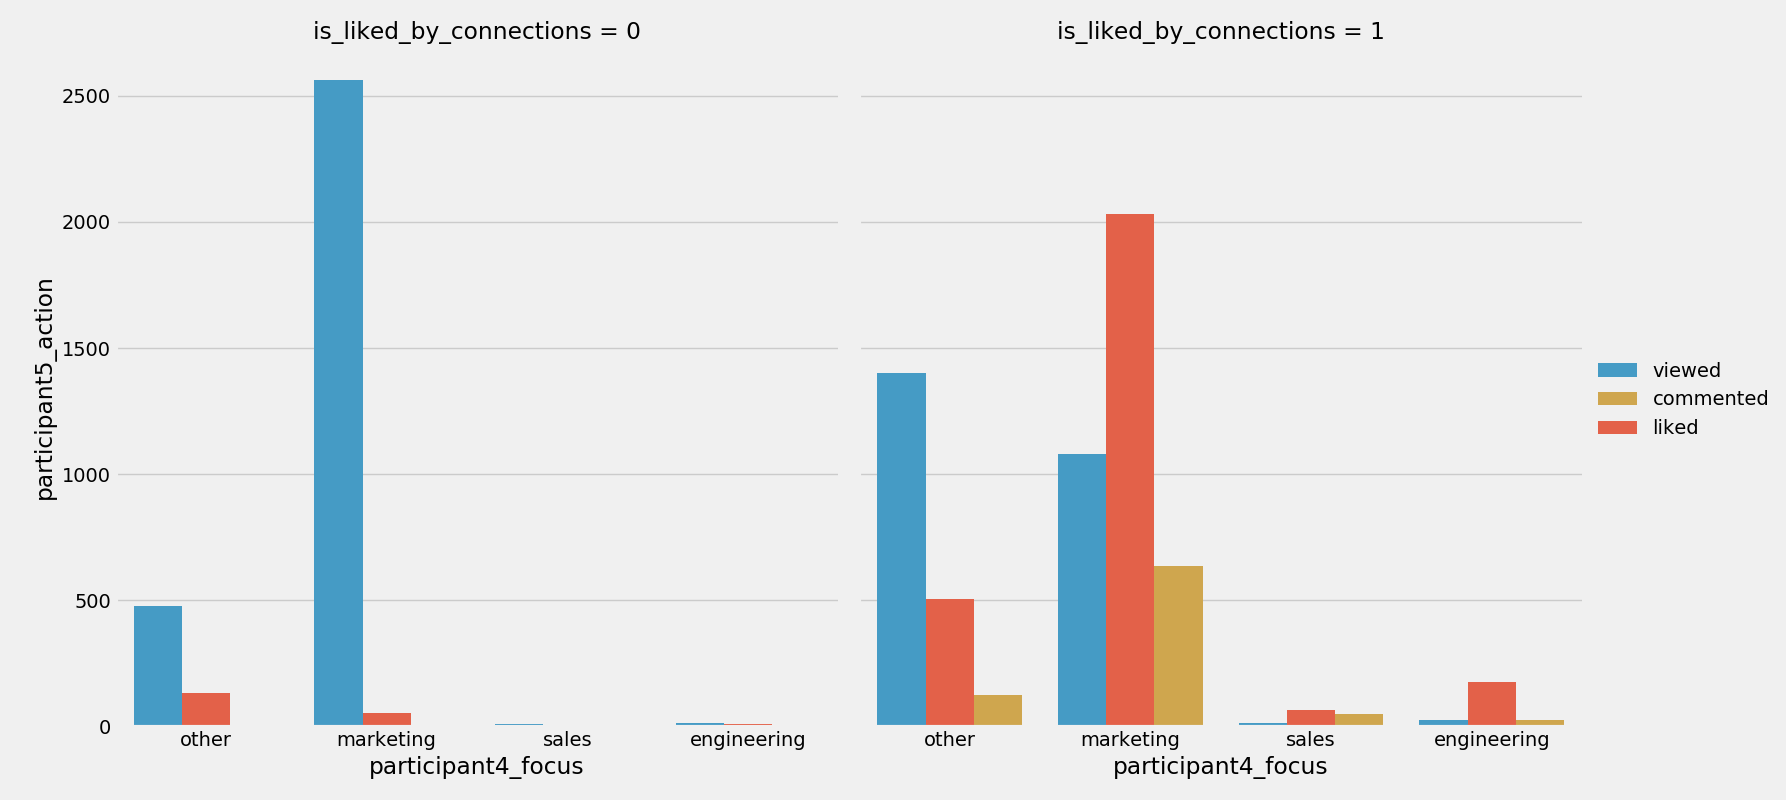 is_liked_by_connections = 0
is_liked_by_connections = 1
participant5_action
2500
2000
1500
1000
500
0
other marketing sales engineering
participant4_focus
other marketing sales engineering
participant4_focus
viewed
commented
liked